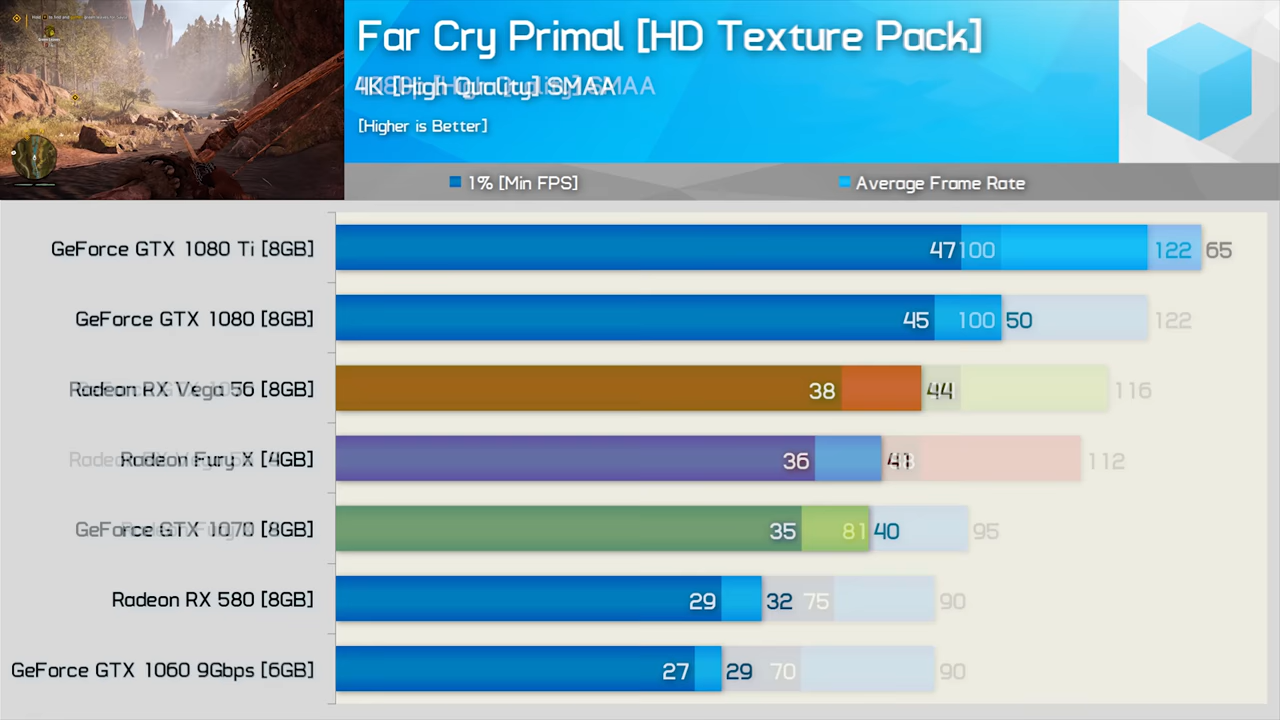 Far Cry Primal [HD Texture Pack]
4K [High Quality] SMAA
[Higher is Better]
1% [Min FPS]
Average Frame Rate
GeForce GTX 1080 Ti [8GB] 47 100 122 65
GeForce GTX 1080 [8GB] 45 100 50 122
Radeon RX Vega 56 [8GB] 38 44 116
Radeon Fury X [4GB] 36 41 112
GeForce GTX 1070 [8GB] 35 81 40 95
Radeon RX 580 [8GB] 29 32 75 90
GeForce GTX 1060 9Gbps [6GB] 27 29 70 90